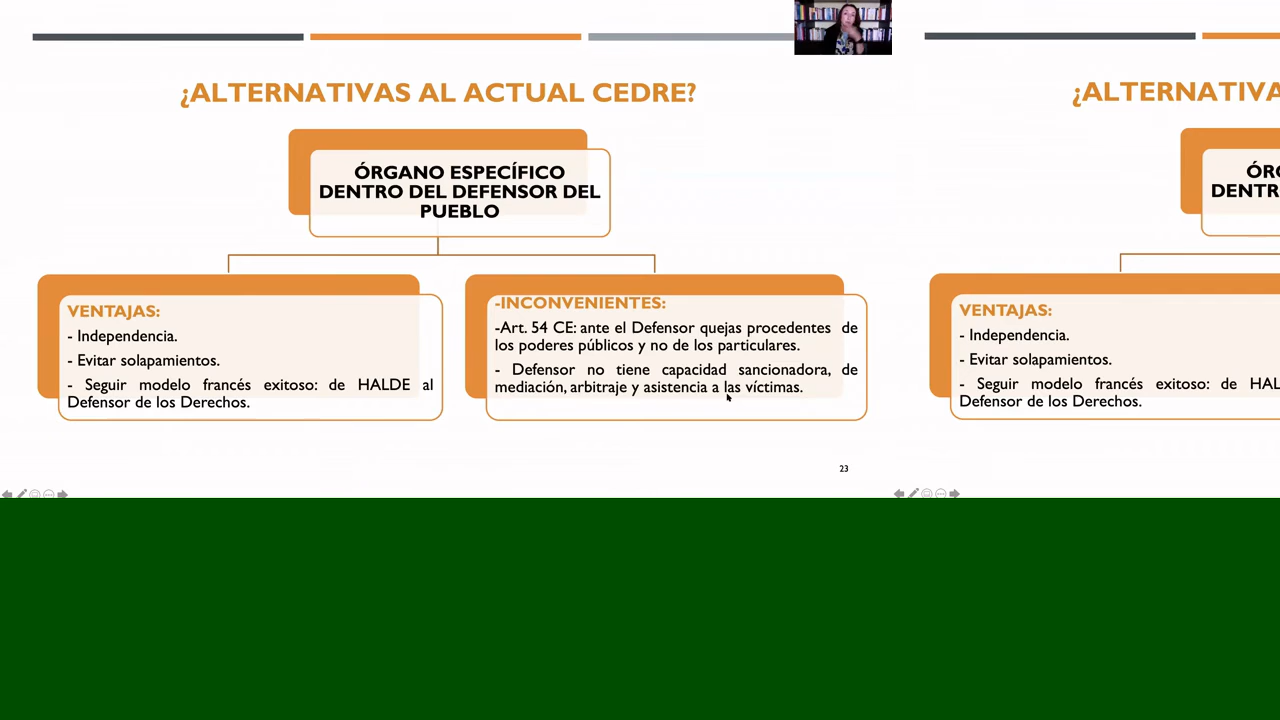 ¿ALTERNATIVAS AL ACTUAL CEDRE?
ÓRGANO ESPECÍFICO
DENTRO DEL DEFENSOR DEL
PUEBLO
VENTAJAS:
- Independencia.
- Evitar solapamientos.
- Seguir modelo francés exitoso: de HALDE al
Defensor de los Derechos.
-INCONVENIENTES:
-Art. 54 CE: ante el Defensor quejas procedentes de
los poderes públicos y no de los particulares.
- Defensor no tiene capacidad sancionadora, de
mediación, arbitraje y asistencia a las víctimas.
23
¿ALTERNATIVA
ÓRG
DENTR
VENTAJAS:
- Independencia.
- Evitar solapamientos.
- Seguir modelo francés exitoso: de HAL
Defensor de los Derechos.